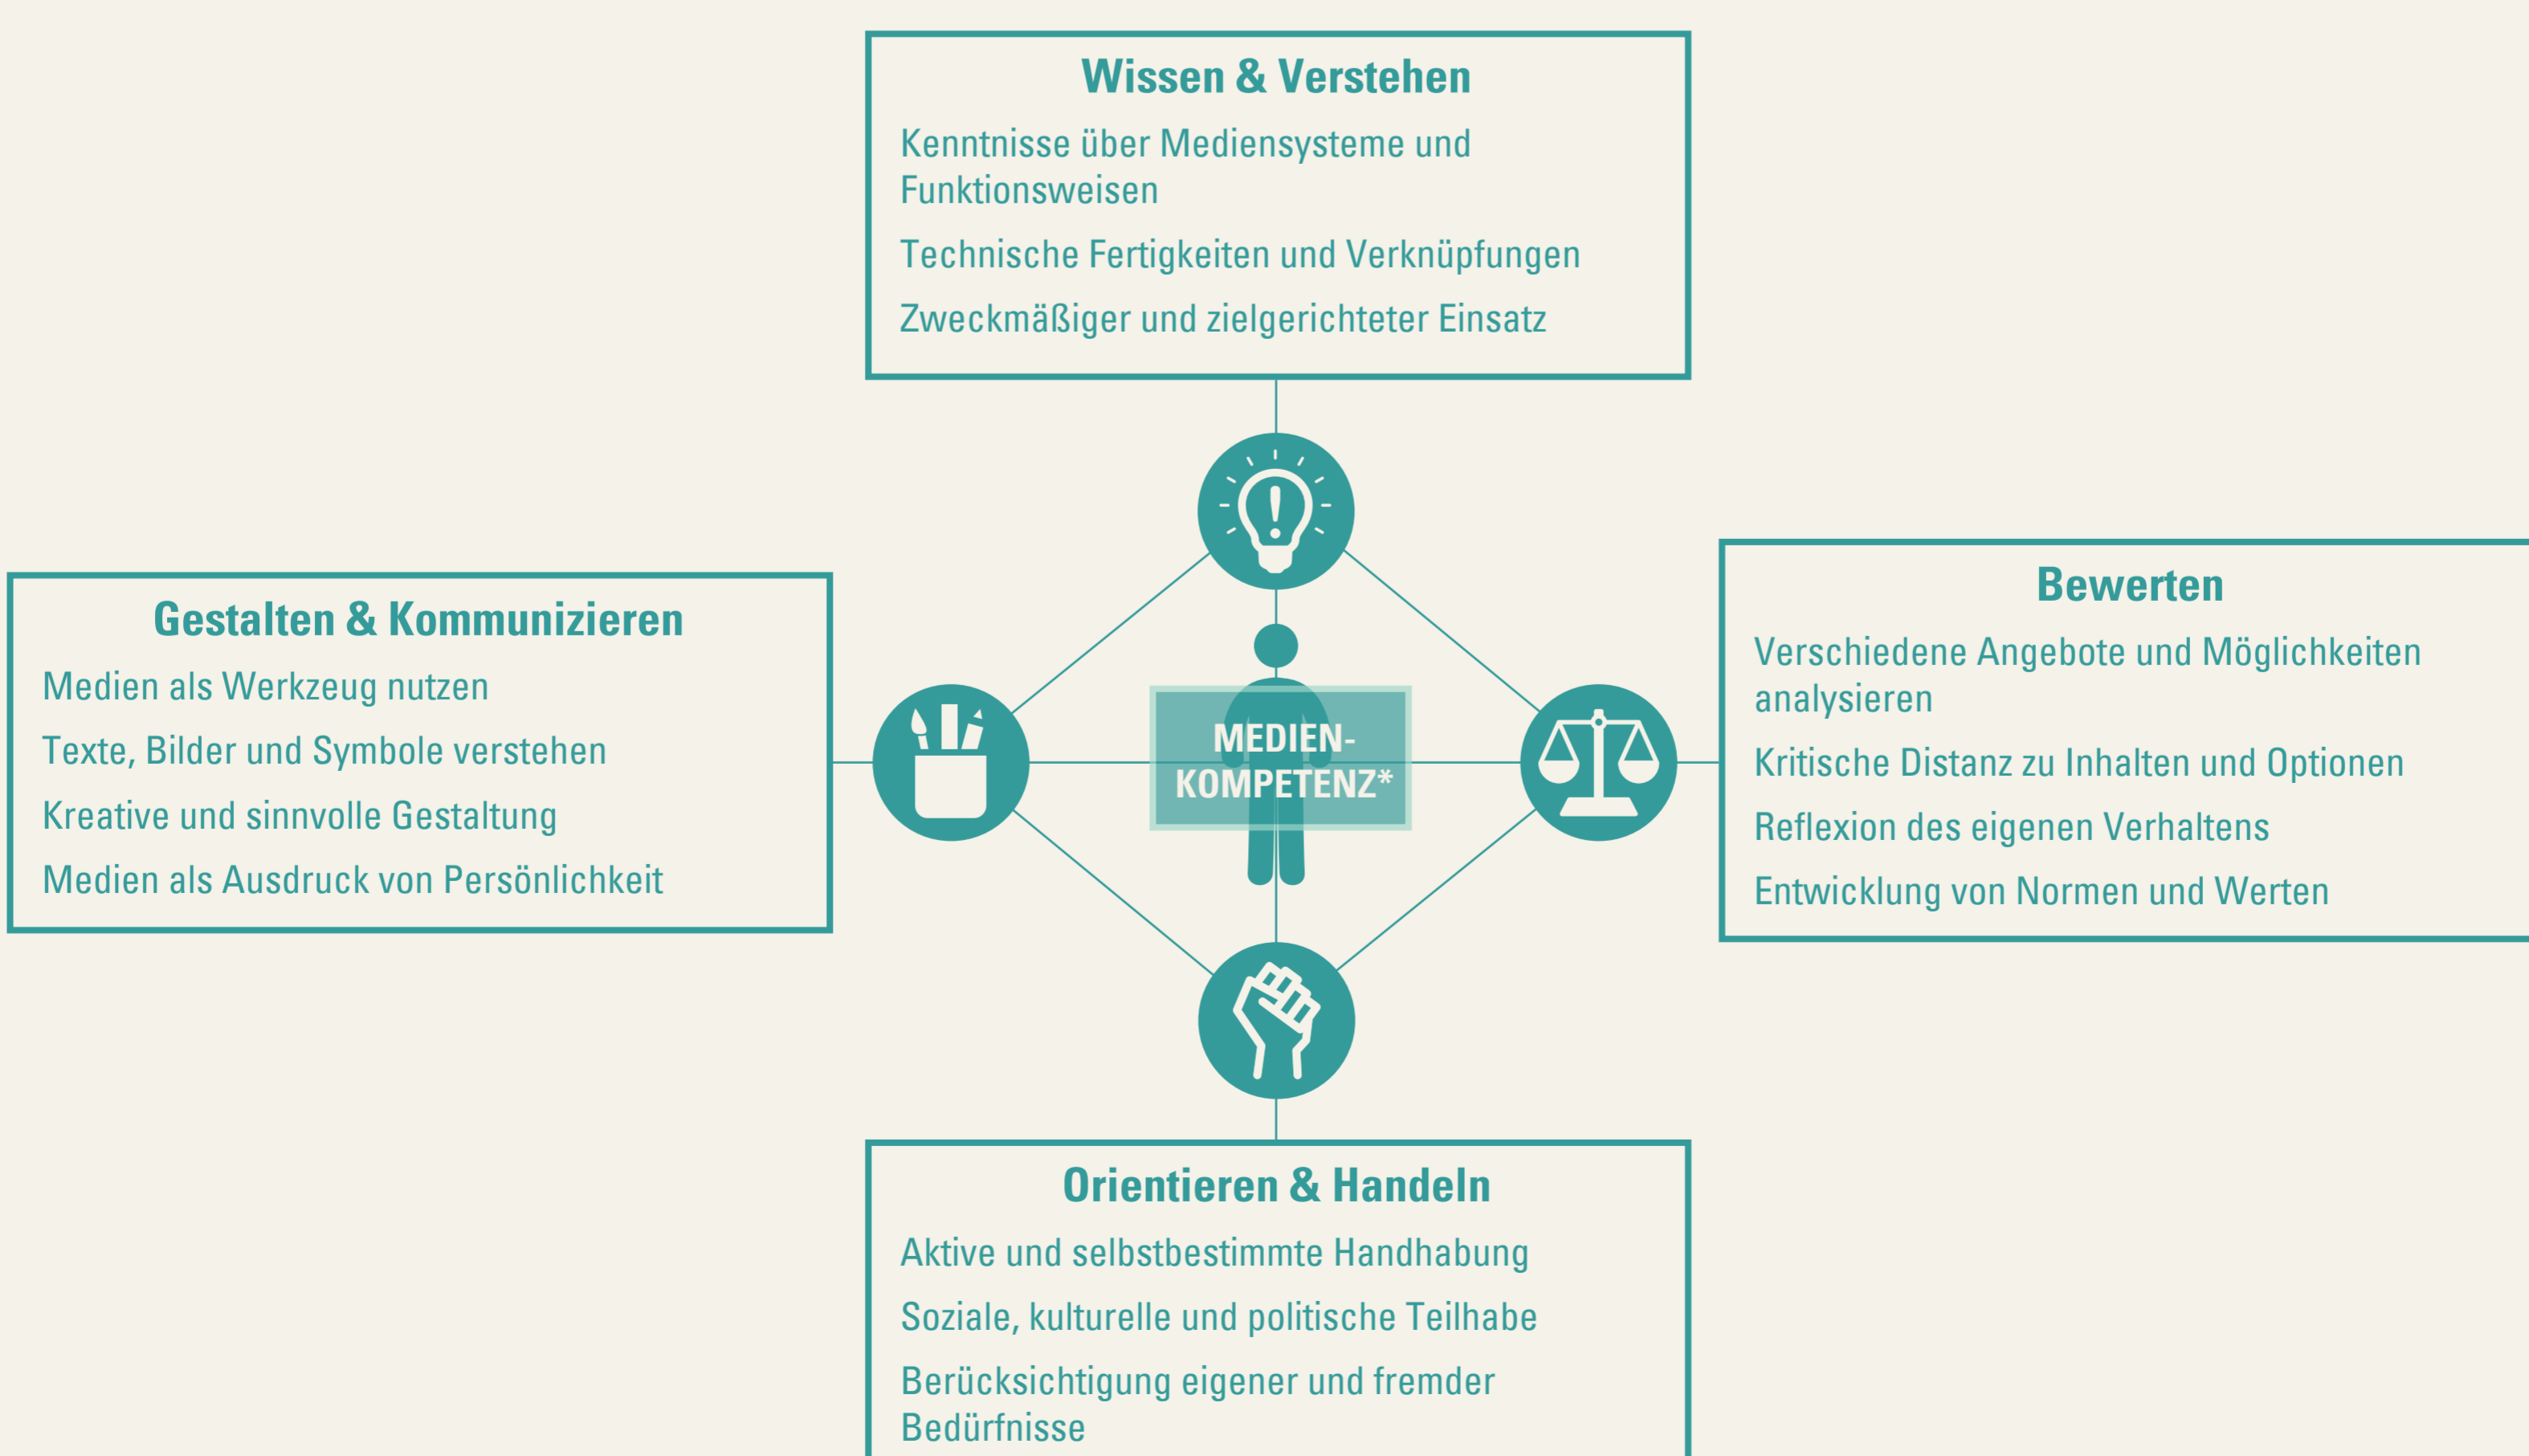 Wissen & Verstehen
Kenntnisse über Mediensysteme und
Funktionsweisen
Technische Fertigkeiten und Verknüpfungen
Zweckmäßiger und zielgerichteter Einsatz
Gestalten & Kommunizieren
Medien als Werkzeug nutzen
Texte, Bilder und Symbole verstehen
Kreative und sinnvolle Gestaltung
Medien als Ausdruck von Persönlichkeit
MEDIEN-
KOMPETENZ*
Bewerten
Verschiedene Angebote und Möglichkeiten
analysieren
Kritische Distanz zu Inhalten und Optionen
Reflexion des eigenen Verhaltens
Entwicklung von Normen und Werten
Orientieren & Handeln
Aktive und selbstbestimmte Handhabung
Soziale, kulturelle und politische Teilhabe
Berücksichtigung eigener und fremder
Bedürfnisse